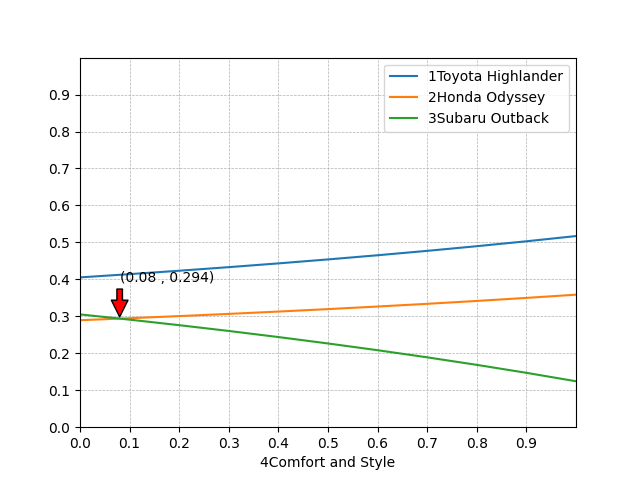 1Toyota Highlander
2Honda Odyssey
3Subaru Outback
(0.08 , 0.294)
0.9
0.8
0.7
0.6
0.5
0.4
0.3
0.2
0.1
0.0
0.0 0.1 0.2 0.3 0.4 0.5 0.6 0.7 0.8 0.9
4Comfort and Style